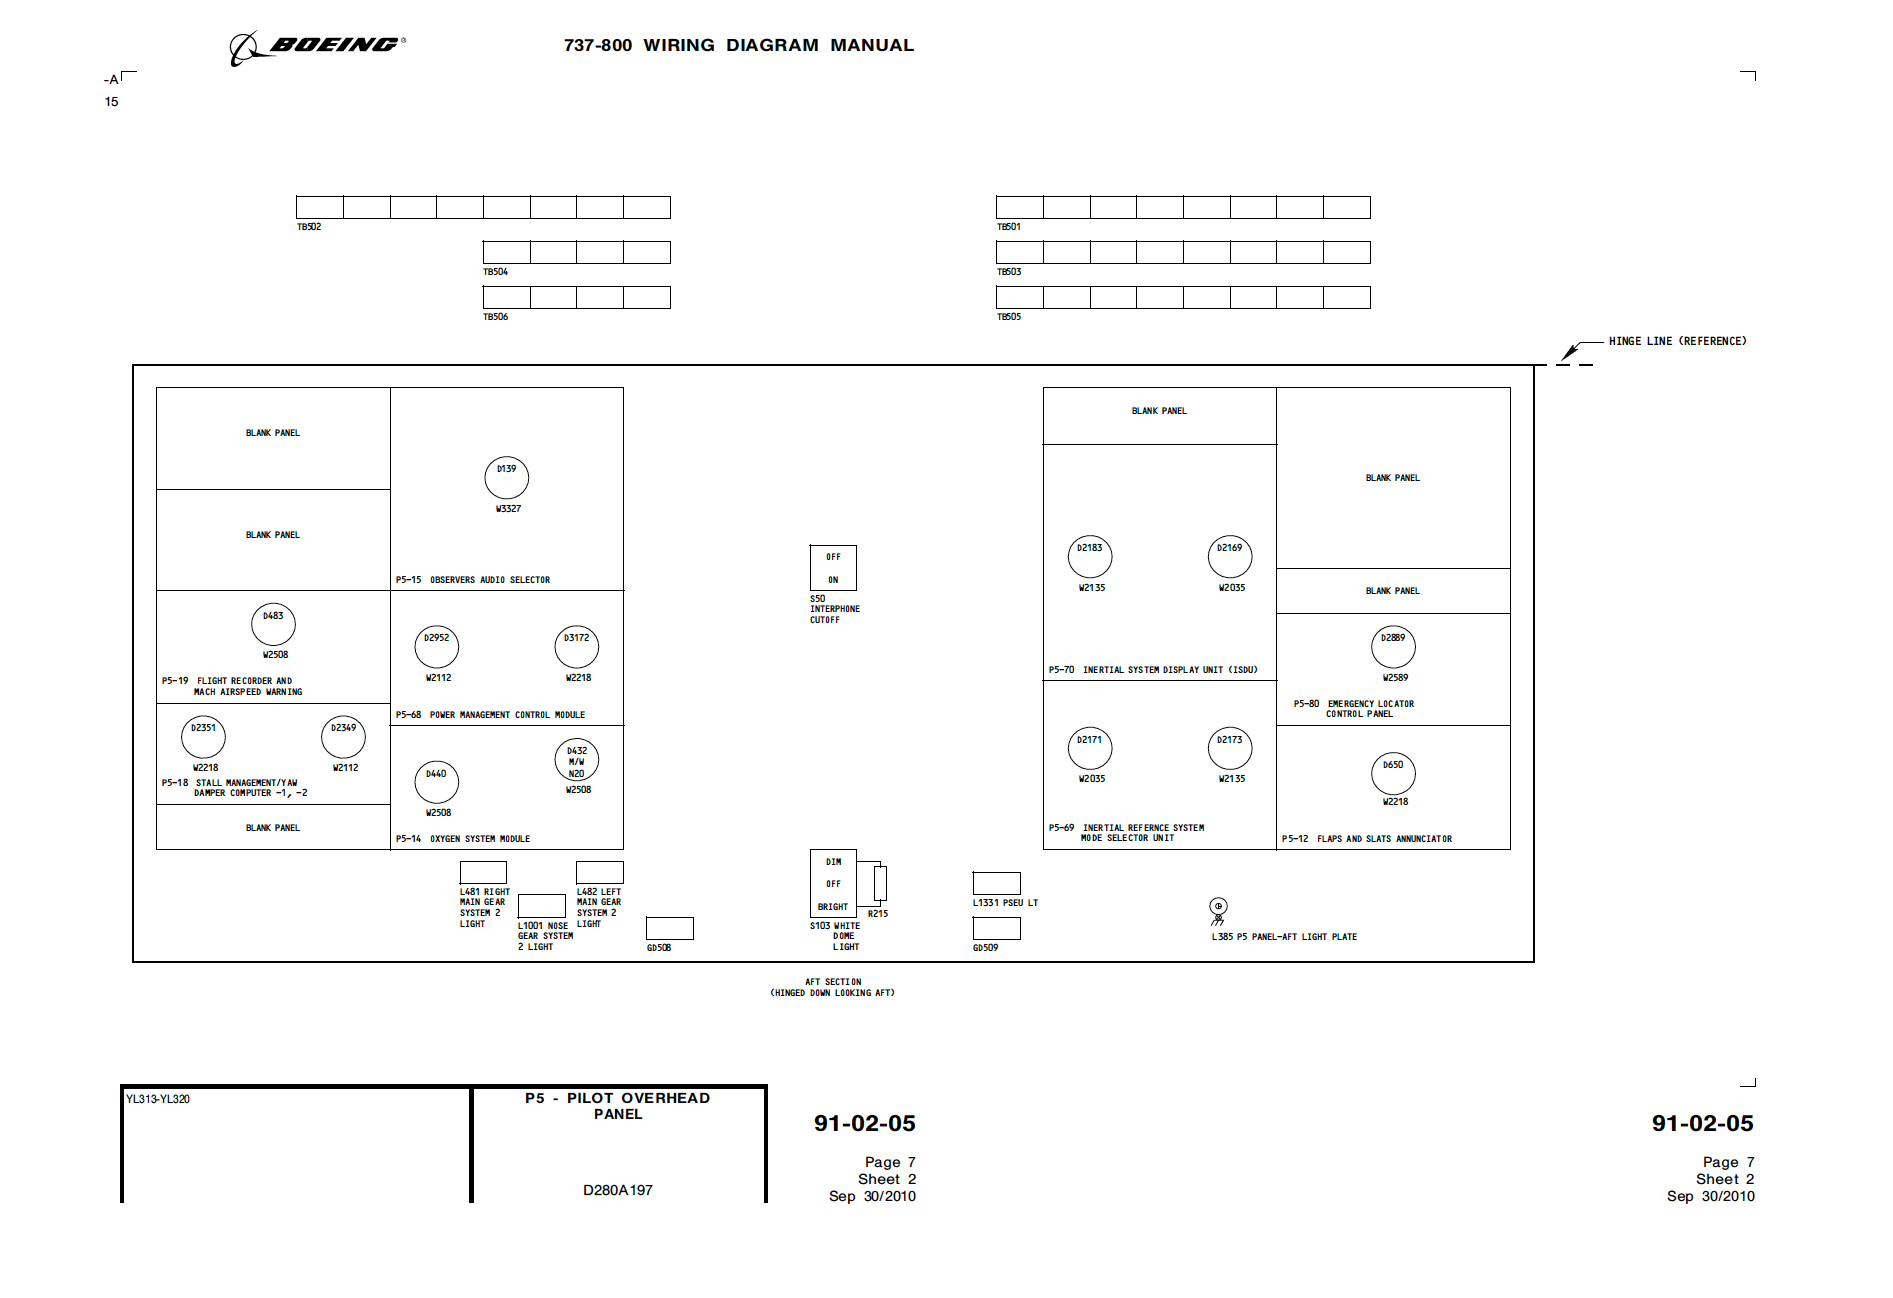 BOEING®
737-800 WIRING DIAGRAM MANUAL
-A
15
TB502
TB501
TB504
TB503
TB506
TB505
HINGE LINE (REFERENCE)
BLANK PANEL
BLANK PANEL
D139
W3327
P5-15 OBSERVERS AUDIO SELECTOR
D483
W2508
P5-19 FLIGHT RECORDER AND
MACH AIRSPEED WARNING
D2952
W2112
D3172
W2218
P5-68 POWER MANAGEMENT CONTROL MODULE
D2351
W2218
D2349
W2112
P5-18 STALL MANAGEMENT/YAW
DAMPER COMPUTER -1, -2
BLANK PANEL
D440
W2508
D432
M/W
N20
W2508
P5-14 OXYGEN SYSTEM MODULE
OFF
ON
S50
INTERPHONE
CUTOFF
BLANK PANEL
D2183
W2135
D2169
W2035
P5-70 INERTIAL SYSTEM DISPLAY UNIT (ISDU)
D2171
W2035
D2173
W2135
P5-69 INERTIAL REFERNCE SYSTEM
MODE SELECTOR UNIT
BLANK PANEL
BLANK PANEL
D2889
W2589
P5-80 EMERGENCY LOCATOR
CONTROL PANEL
D650
W2218
P5-12 FLAPS AND SLATS ANNUNCIATOR
L481 RIGHT
MAIN GEAR
SYSTEM 2
LIGHT
L1001 NOSE
GEAR SYSTEM
2 LIGHT
L482 LEFT
MAIN GEAR
SYSTEM 2
LIGHT
GD508
DIM
OFF
BRIGHT
R215
S103 WHITE
DOME
LIGHT
L1331 PSEU LT
GD509
L385 P5 PANEL-AFT LIGHT PLATE
AFT SECTION
(HINGED DOWN LOOKING AFT)
YL313-YL320
P5 - PILOT OVERHEAD
PANEL
D280A197
91-02-05
Page 7
Sheet 2
Sep 30/2010
91-02-05
Page 7
Sheet 2
Sep 30/2010